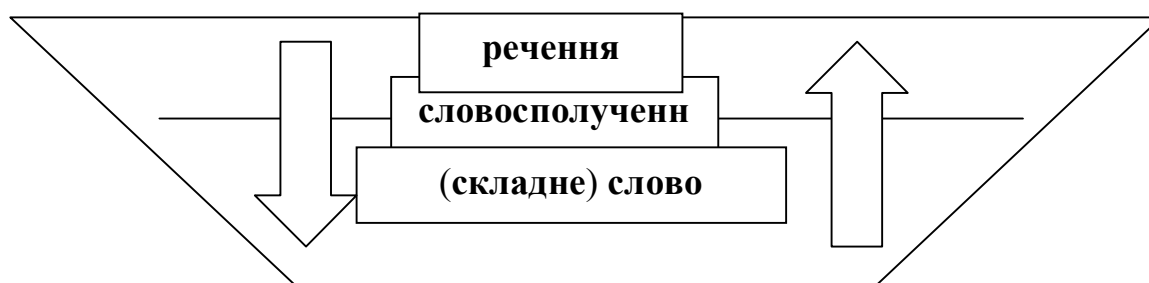 речення
словосполученн
(складне) слово